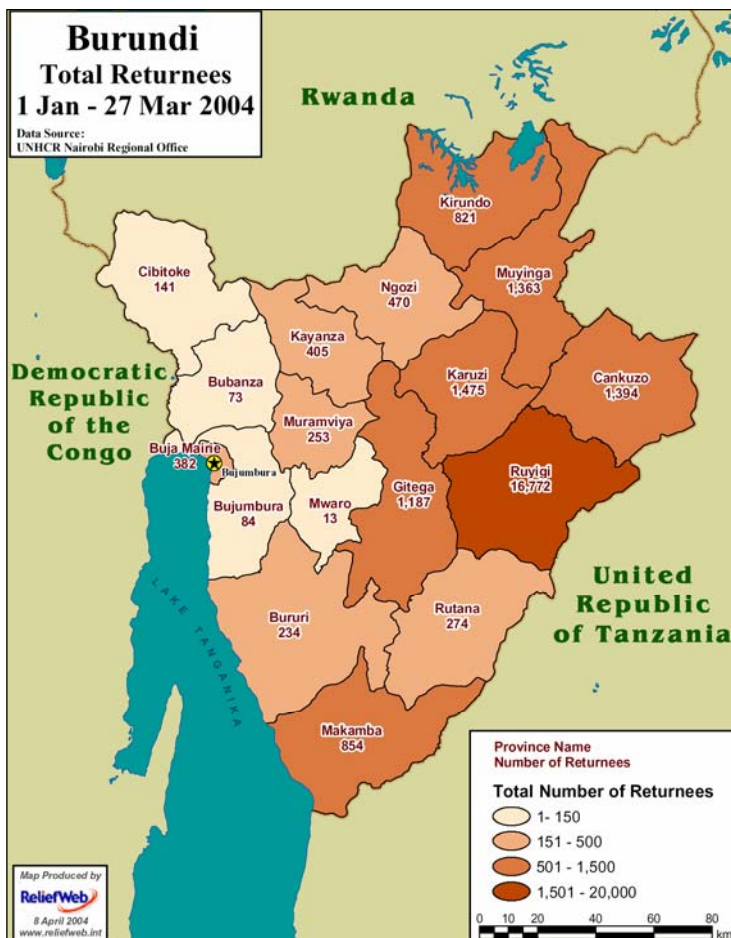 Burundi
Total Returnees
1 Jan - 27 Mar 2004
Data Source:
UNHCR Nairobi Regional Office
Rwanda
Kirundo
821
Cibitoke
141
Ngozi
470
Muyinga
1,363
Kayanza
405
Democratic
Republic
of the
Congo
Bubanza
73
Karuzi
1,475
Cankuzo
1,394
Muramviya
253
Buja Mairie
382
Bujumbura
Ruyigi
16,772
Gitega
1,187
Bujumbura
84
Mwaro
13
United
Republic
of Tanzania
LAKE TANGANIKA
Bururi
234
Rutana
274
Makamba
854
Province Name
Number of Returnees
Total Number of Returnees
1- 150
151 - 500
501 - 1,500
1,501 - 20,000
0 10 20 40 60 80
km
Map Produced by
ReliefWeb
8 April 2004
www.reliefweb.int